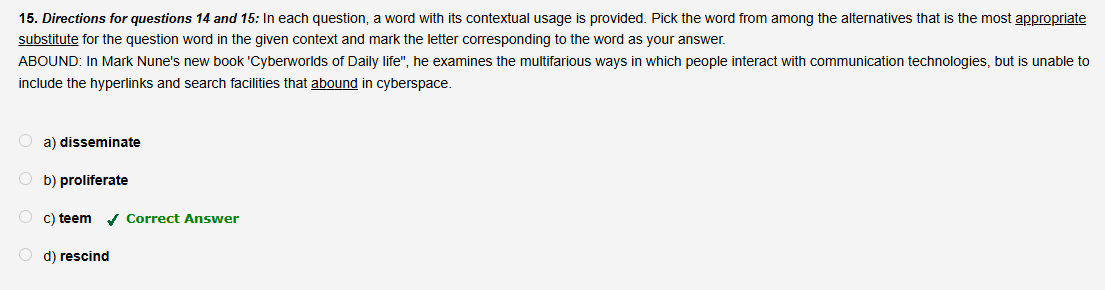 15. Directions for questions 14 and 15: In each question, a word with its contextual usage is provided. Pick the word from among the alternatives that is the most appropriate
substitute for the question word in the given context and mark the letter corresponding to the word as your answer.
ABOUND: In Mark Nune's new book 'Cyberworlds of Daily life", he examines the multifarious ways in which people interact with communication technologies, but is unable to
include the hyperlinks and search facilities that abound in cyberspace.
a) disseminate
b) proliferate
c) teem ✓ Correct Answer
d) rescind